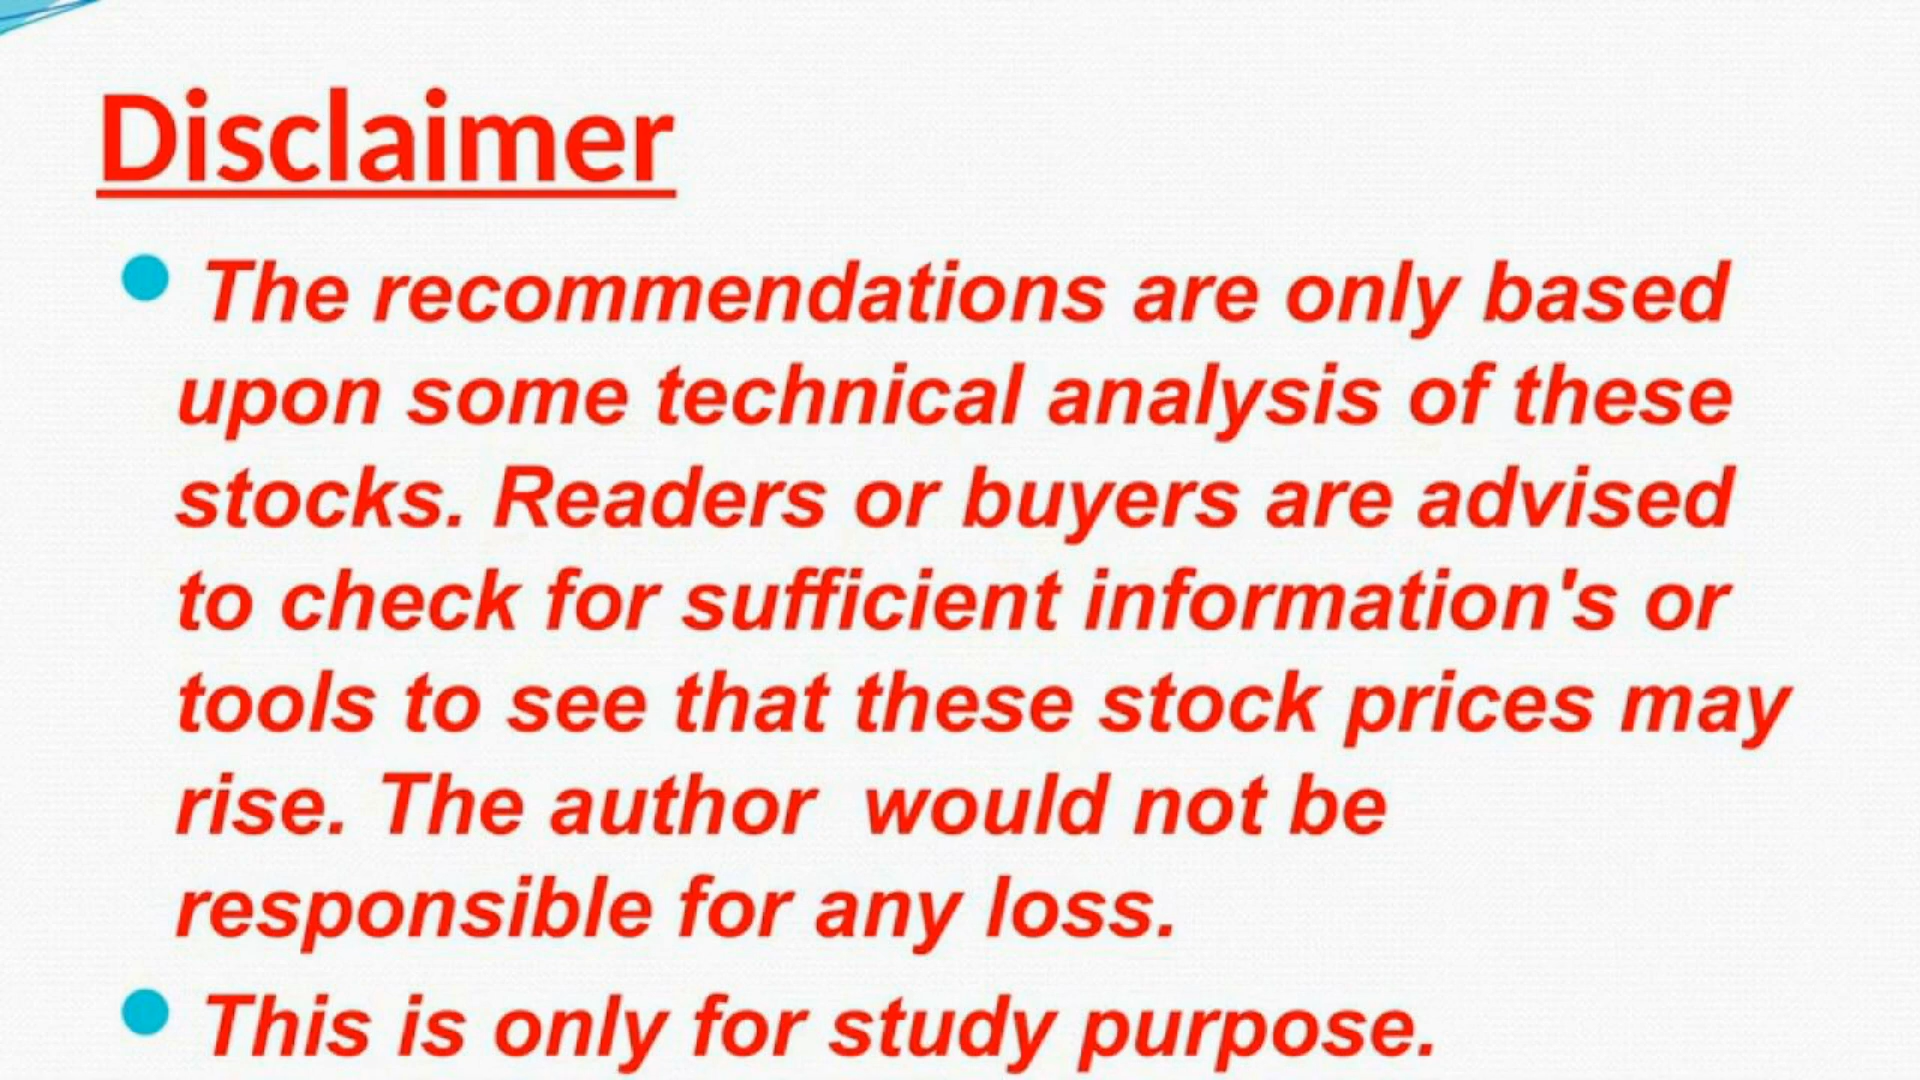 Disclaimer
The recommendations are only based
upon some technical analysis of these
stocks. Readers or buyers are advised
to check for sufficient information's or
tools to see that these stock prices may
rise. The author  would not be
responsible for any loss.
This is only for study purpose.